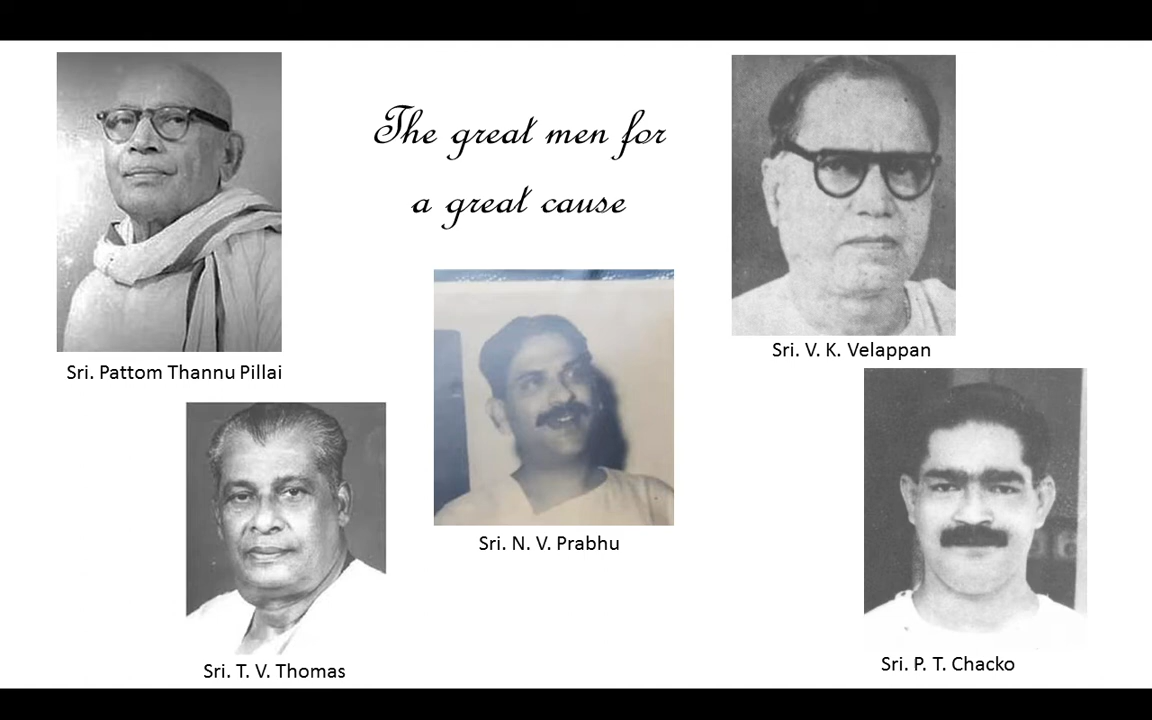 The great men for
a great cause
Sri. Pattom Thannu Pillai
Sri. V. K. Velappan
Sri. N. V. Prabhu
Sri. T. V. Thomas
Sri. P. T. Chacko